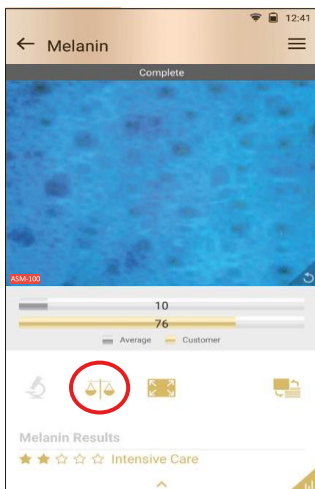 12:41
Melanin
Complete
ASM-100
10
76
Average Customer
Melanin Results
Intensive Care